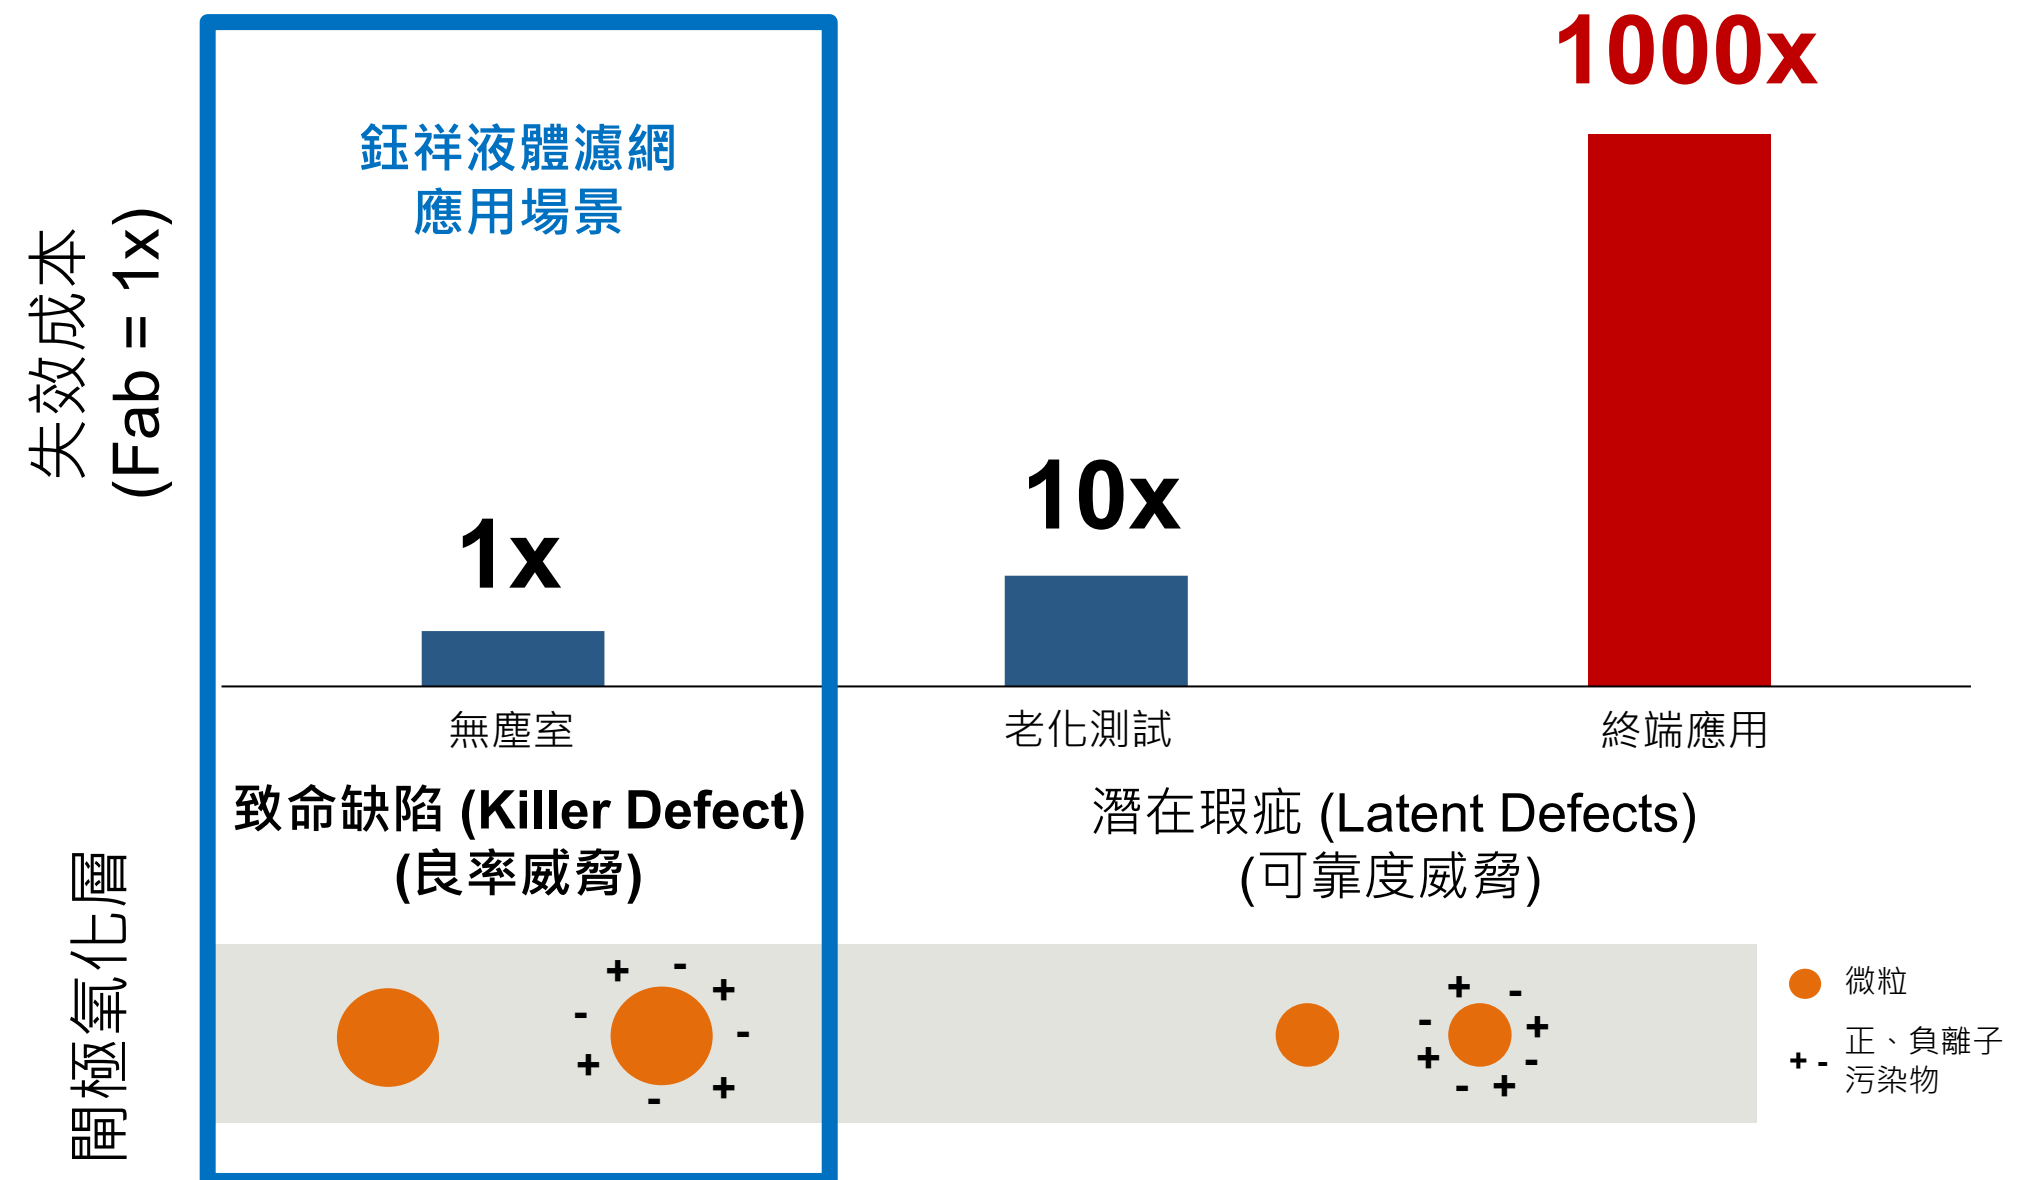 鈺祥液體濾網
應用場景
失效成本
(Fab = 1x)
1x
10x
1000x
無塵室
老化測試
終端應用
致命缺陷 (Killer Defect)
(良率威脅)
潛在瑕疵 (Latent Defects)
(可靠度威脅)
閘極氧化層
+ - + - + - + -
+ - + - + - + -
微粒
+ - 正、負離子
污染物